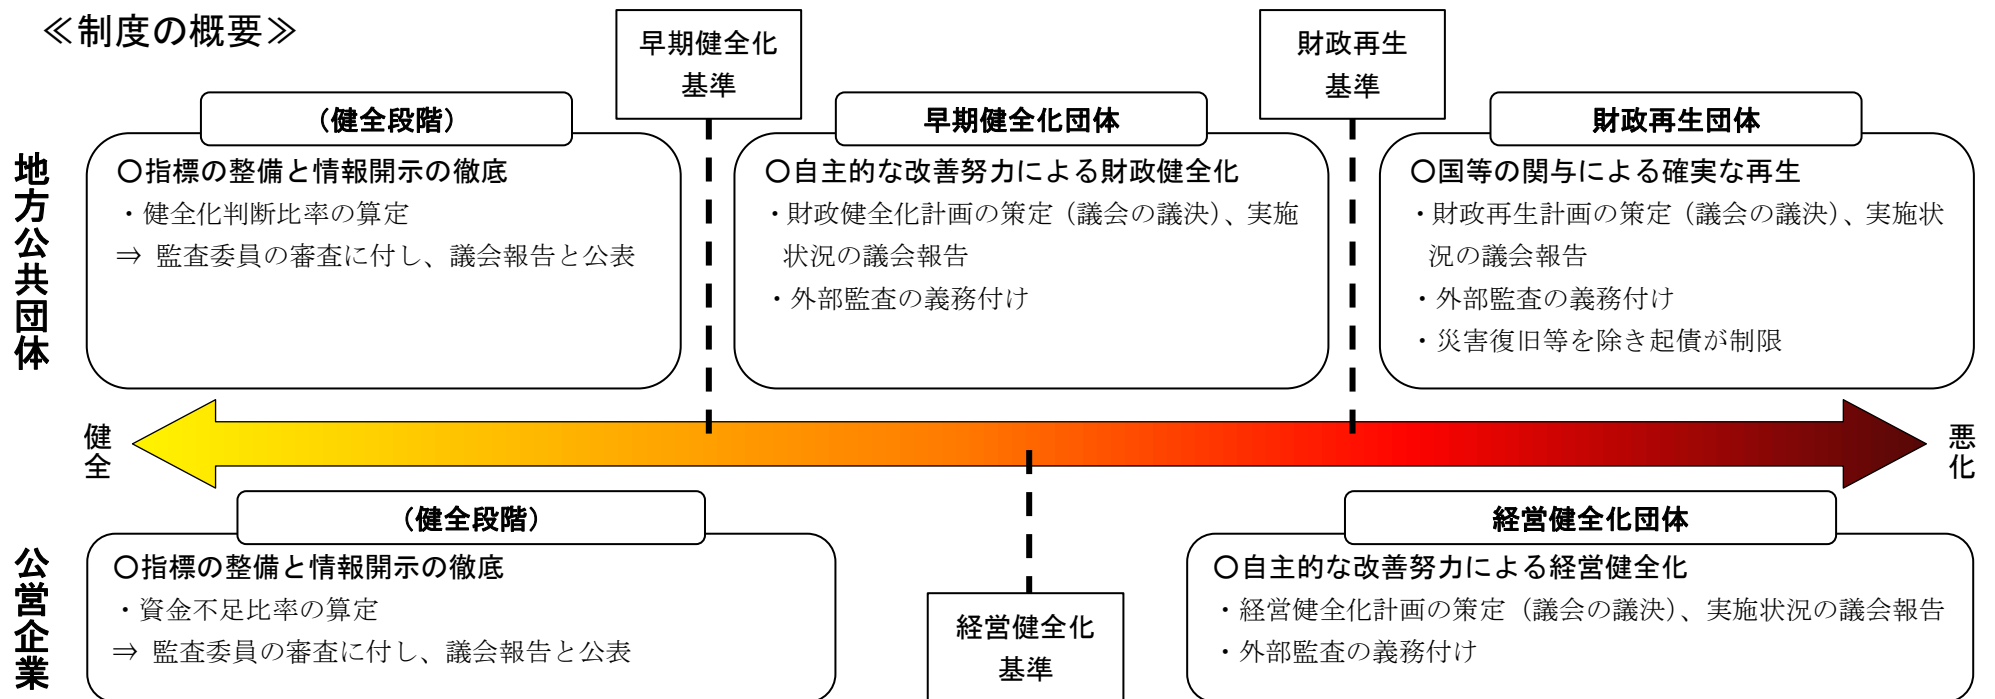 ≪制度の概要≫
早期健全化
基準
財政再生
基準
地方公共団体
（健全段階）
〇指標の整備と情報開示の徹底
・健全化判断比率の算定
⇒ 監査委員の審査に付し、議会報告と公表
早期健全化団体
〇自主的な改善努力による財政健全化
・財政健全化計画の策定（議会の議決）、実施
状況の議会報告
・外部監査の義務付け
財政再生団体
〇国等の関与による確実な再生
・財政再生計画の策定（議会の議決）、実施状
況の議会報告
・外部監査の義務付け
・災害復旧等を除き起債が制限
健全
悪化
公営企業
（健全段階）
〇指標の整備と情報開示の徹底
・資金不足比率の算定
⇒ 監査委員の審査に付し、議会報告と公表
経営健全化
基準
経営健全化団体
〇自主的な改善努力による経営健全化
・経営健全化計画の策定（議会の議決）、実施状況の議会報告
・外部監査の義務付け